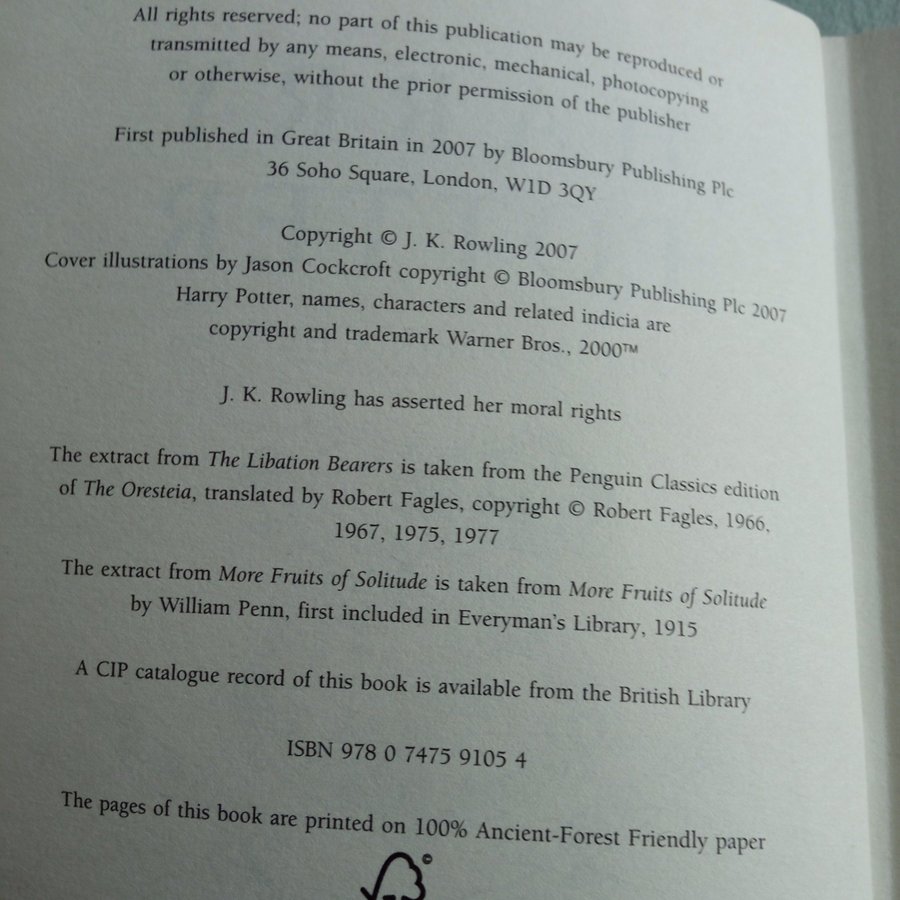 All rights reserved; no part of this publication may be reproduced or
transmitted by any means, electronic, mechanical, photocopying
or otherwise, without the prior permission of the publisher
First published in Great Britain in 2007 by Bloomsbury Publishing Plc
36 Soho Square, London, W1D 3QY
Copyright © J. K. Rowling 2007
Cover illustrations by Jason Cockcroft copyright © Bloomsbury Publishing Plc 2007
Harry Potter, names, characters and related indicia are
copyright and trademark Warner Bros., 2000™
J. K. Rowling has asserted her moral rights
The extract from The Libation Bearers is taken from the Penguin Classics edition
of The Oresteia, translated by Robert Fagles, copyright © Robert Fagles, 1966,
1967, 1975, 1977
The extract from More Fruits of Solitude is taken from More Fruits of Solitude
by William Penn, first included in Everyman's Library, 1915
A CIP catalogue record of this book is available from the British Library
ISBN 978 0 7475 9105 4
The pages of this book are printed on 100% Ancient-Forest Friendly paper
©